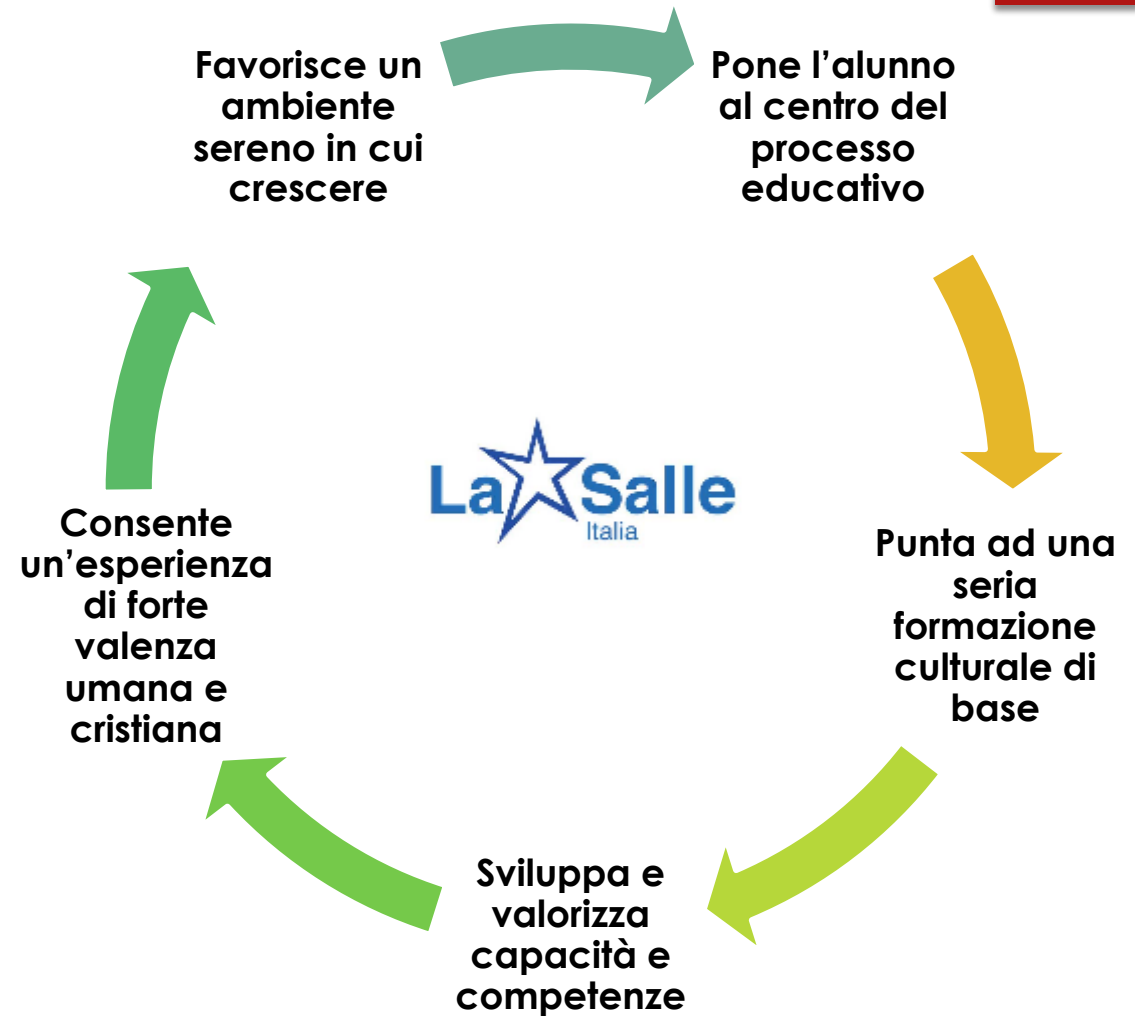 Favorisce un
ambiente
sereno in cui
crescere
Pone l’alunno
al centro del
processo
educativo
Punta ad una
seria
formazione
culturale di
base
Sviluppa e
valorizza
capacità e
competenze
Consente
un’esperienza
di forte
valenza
umana e
cristiana
La Salle
Italia